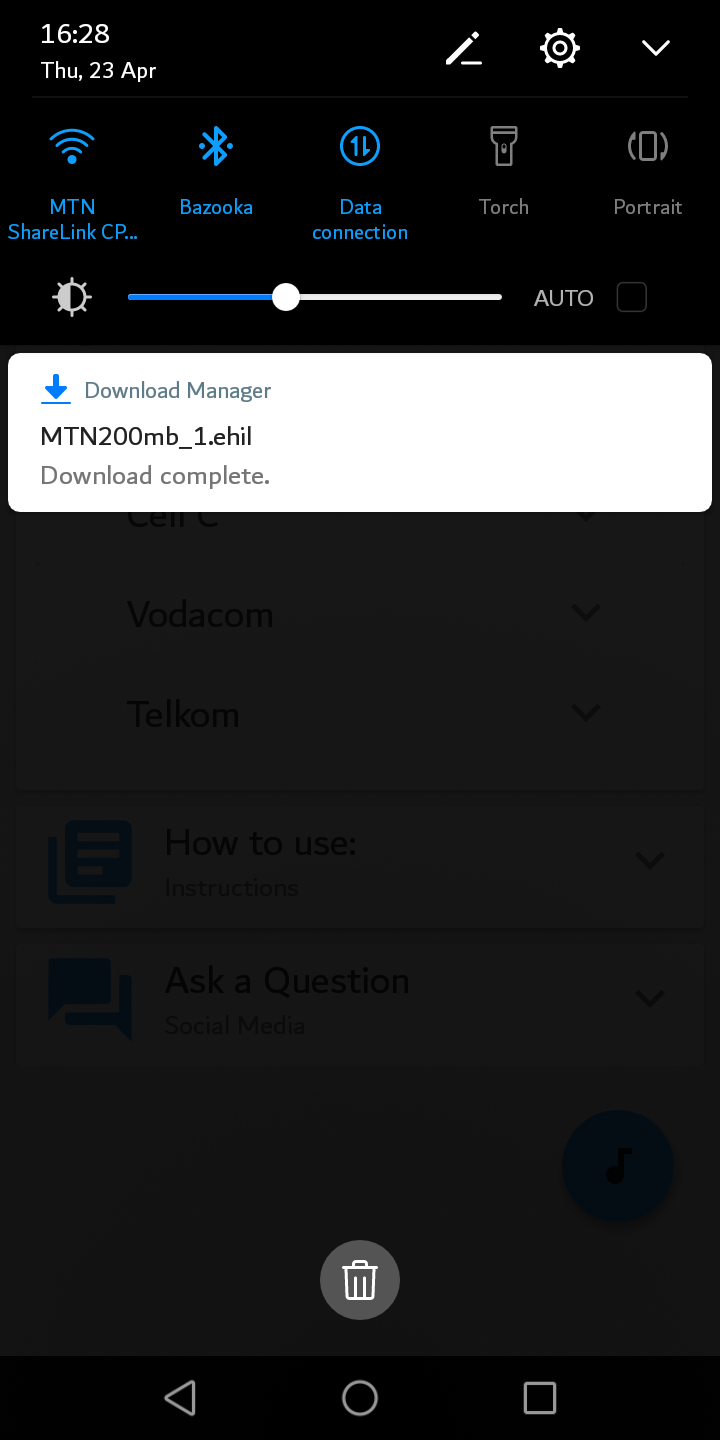 16:28
Thu, 23 Apr
MTN
ShareLink CP...
Bazooka
Data
connection
Torch
Portrait
AUTO
Download Manager
MTN200mb_1.ehil
Download complete.
Cell C
Vodacom
Telkom
How to use:
Instructions
Ask a Question
Social Media